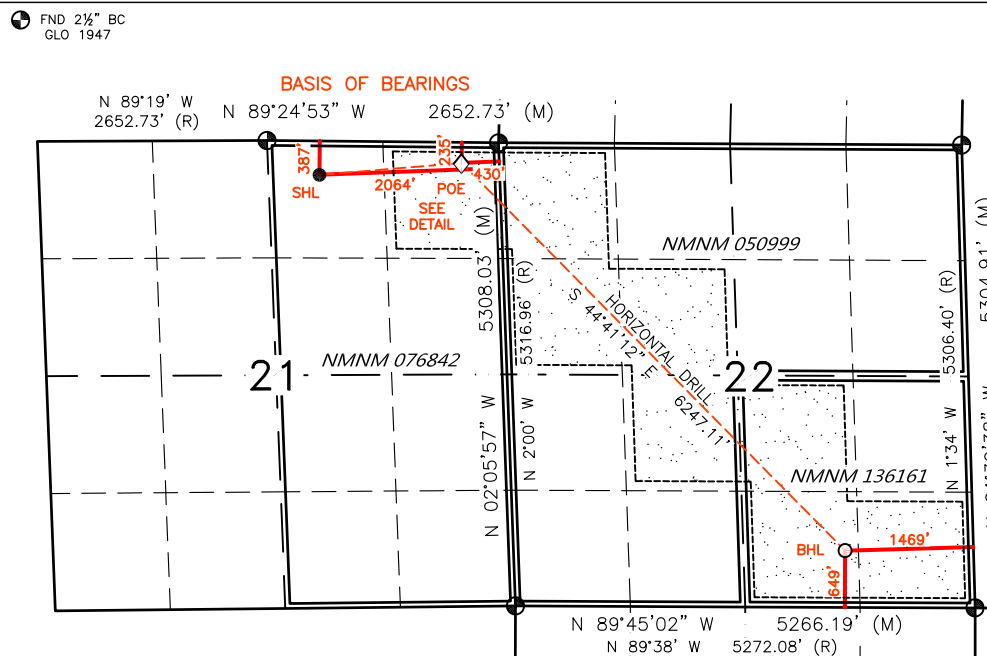 FND 2½" BC
GLO 1947
BASIS OF BEARINGS
N 89°19' W
2652.73' (R)
N 89°24'53" W
2652.73' (M)
387'
235'
SHL
2064'
POE
430'
SEE
DETAIL
NMNM 050999
5308.03' (M)
N 02°05'57" W
5316.96' (R)
N 2°00' W
HORIZONTAL DRILL
S 44°41'12" E
6247.11'
5304.91' (M)
5306.40' (R)
N 1°34' W
21
NMNM 076842
22
NMNM 136161
BHL
1469'
649'
N 89°45'02" W
5266.19' (M)
N 89°38' W
5272.08' (R)